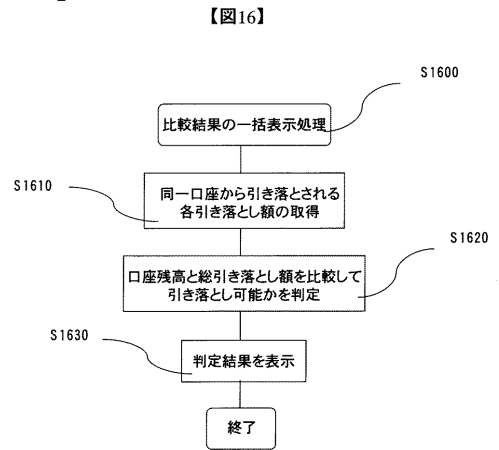 【図16】
S1600
比較結果の一括表示処理
S1610
同一口座から引き落とされる
各引き落とし額の取得
S1620
口座残高と総引き落とし額を比較して
引き落とし可能かを判定
S1630
判定結果を表示
終了